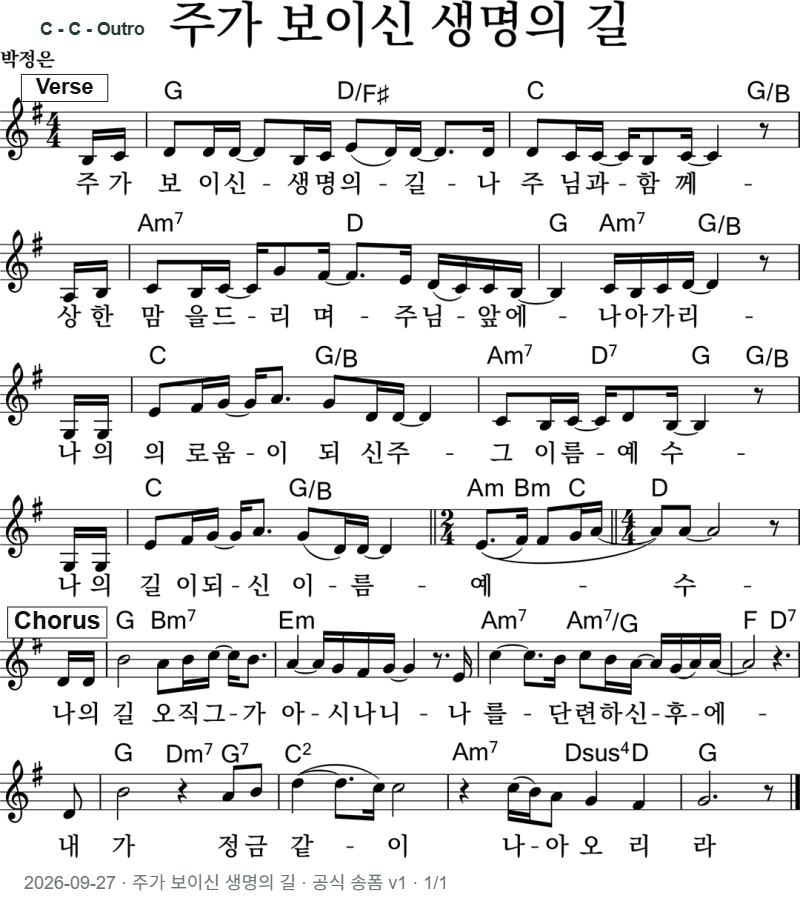 C - C - Outro 주가 보이신 생명의 길
박정은
Verse
G D/F♯ C G/B
4/4
주 가 보 이신 - 생명의 - 길 - 나 주 님과 - 함 께 -
Am7 D G Am7 G/B
상 한 맘 을드 - 리 며 - 주님 - 앞에 - 나아가리 -
C G/B Am7 D7 G G/B
나 의 의 로움 - 이 되 신주 - 그 이름 - 예 수 -
C G/B Am Bm C D
2/4 4/4
나 의 길 이되 - 신 이 - 름 - 예 - 수 -
Chorus G Bm7 Em Am7 Am7/G F D7
나의 길 오직그 - 가 아 - 시나니 - 나 를 - 단련하신 - 후 - 에 -
G Dm7 G7 C2 Am7 Dsus4 D G
내 가 정금 같 - 이 나 - 아 오 리 라
2026-09-27 · 주가 보이신 생명의 길 · 공식 송폼 v1 · 1/1